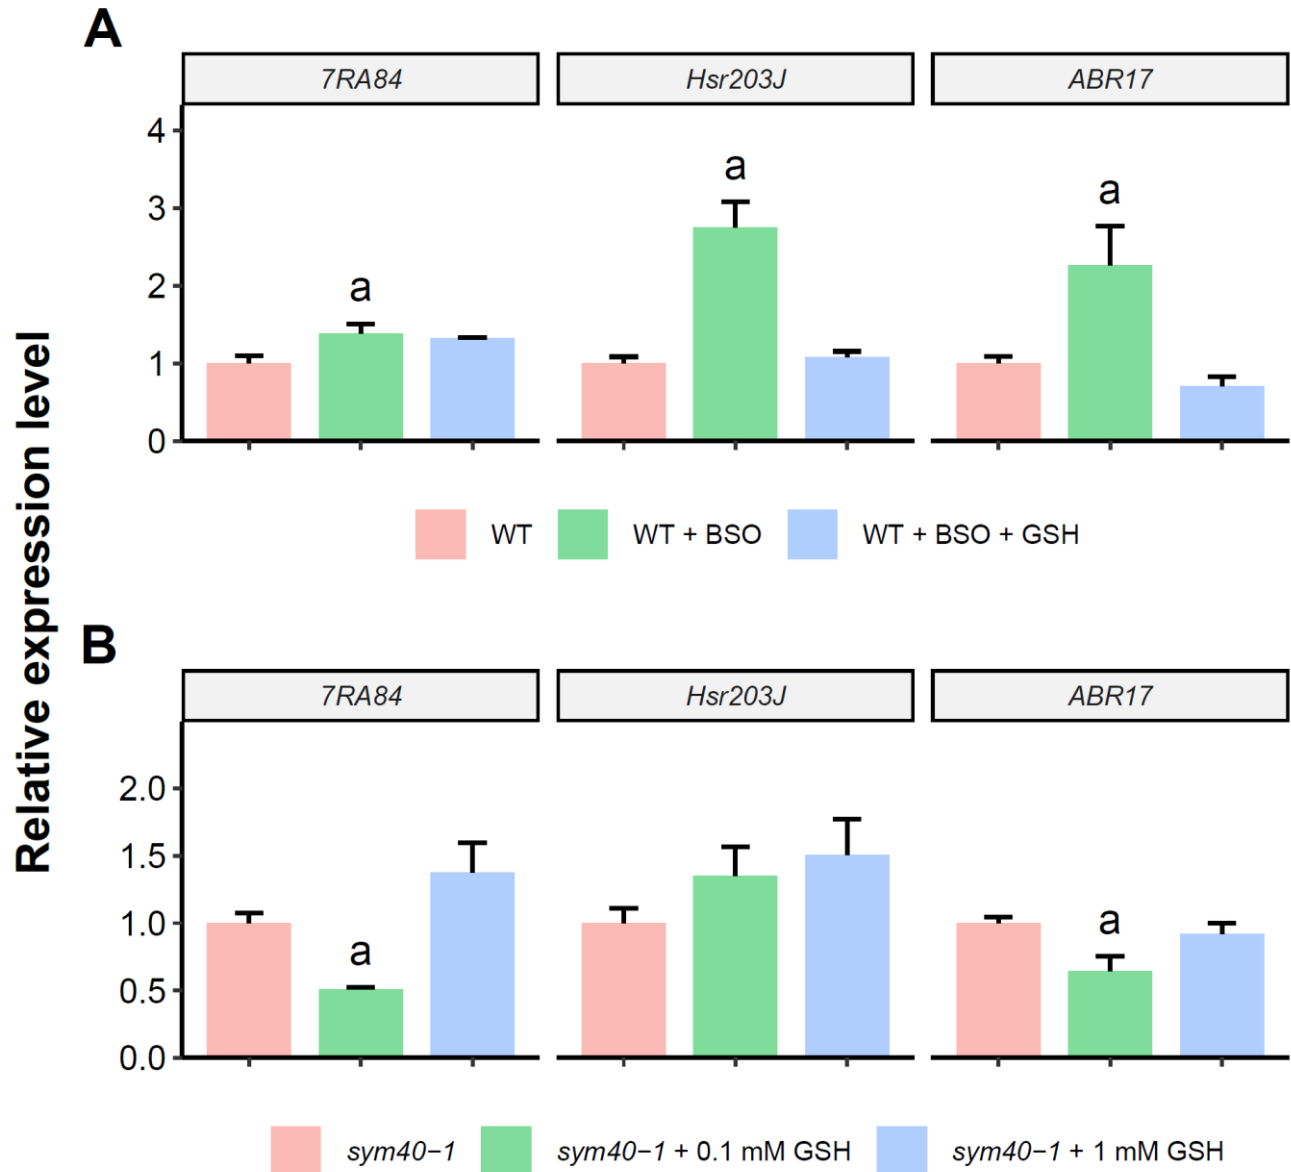 A
7RA84 Hsr203J ABR17
4
a
3
a
2
a
1
0
Relative expression level
WT WT + BSO WT + BSO + GSH
B
7RA84 Hsr203J ABR17
2.0
1.5
1.0
a
a
0.5
0.0
sym40−1 sym40−1 + 0.1 mM GSH sym40−1 + 1 mM GSH